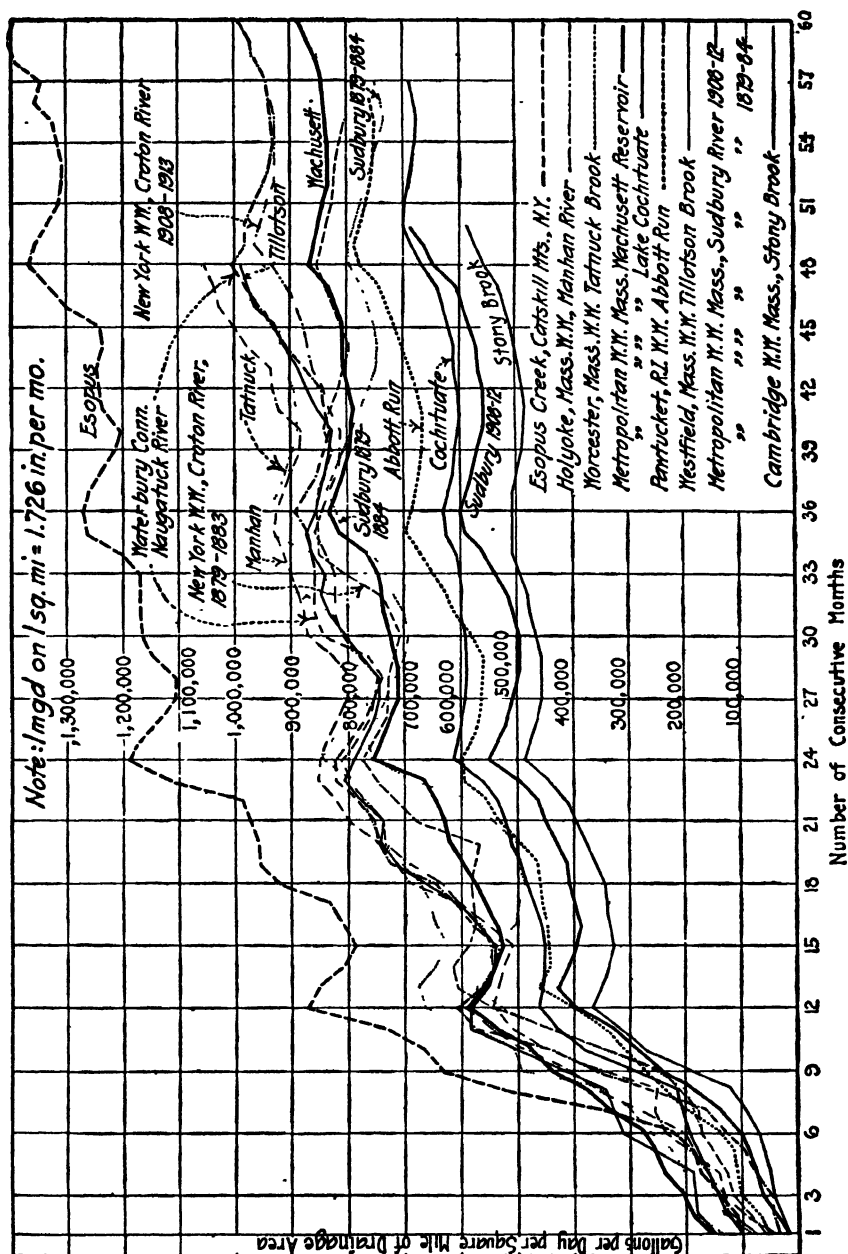 Note: 1 mgd on 1 sq. mi = 1.726 in. per mo.
1,300,000
1,200,000
1,100,000
1,000,000
900,000
800,000
700,000
600,000
500,000
400,000
300,000
200,000
100,000
Gallons per Day per Square Mile of Drainage Area
Esopus
Waterbury Conn.
Naugatuck River
New York W.W., Croton River,
1879-1883
Manhan
Tatnuck,
New York W.W., Croton River
1908-1913
Tillotson
Wachusett
Sudbury 1879-1884
Sudbury 1879-
1884
Abbott Run
Cochituate
Sudbury 1908-12
Stony Brook
Esopus Creek, Catskill Mts., N.Y.
Holyoke, Mass. W.W., Manhan River
Worcester, Mass. W.W. Tatnuck Brook
Metropolitan W.W. Mass. Wachusett Reservoir
" " " " Lake Cochituate
Pawtucket, R.I. W.W. Abbott Run
Westfield, Mass. W.W. Tillotson Brook
Metropolitan W.W. Mass., Sudbury River 1908-12
" " " " " " 1879-84
Cambridge W.W. Mass., Stony Brook
1 3 6 9 12 15 18 21 24 27 30 33 36 39 42 45 48 51 54 57 60
Number of Consecutive Months